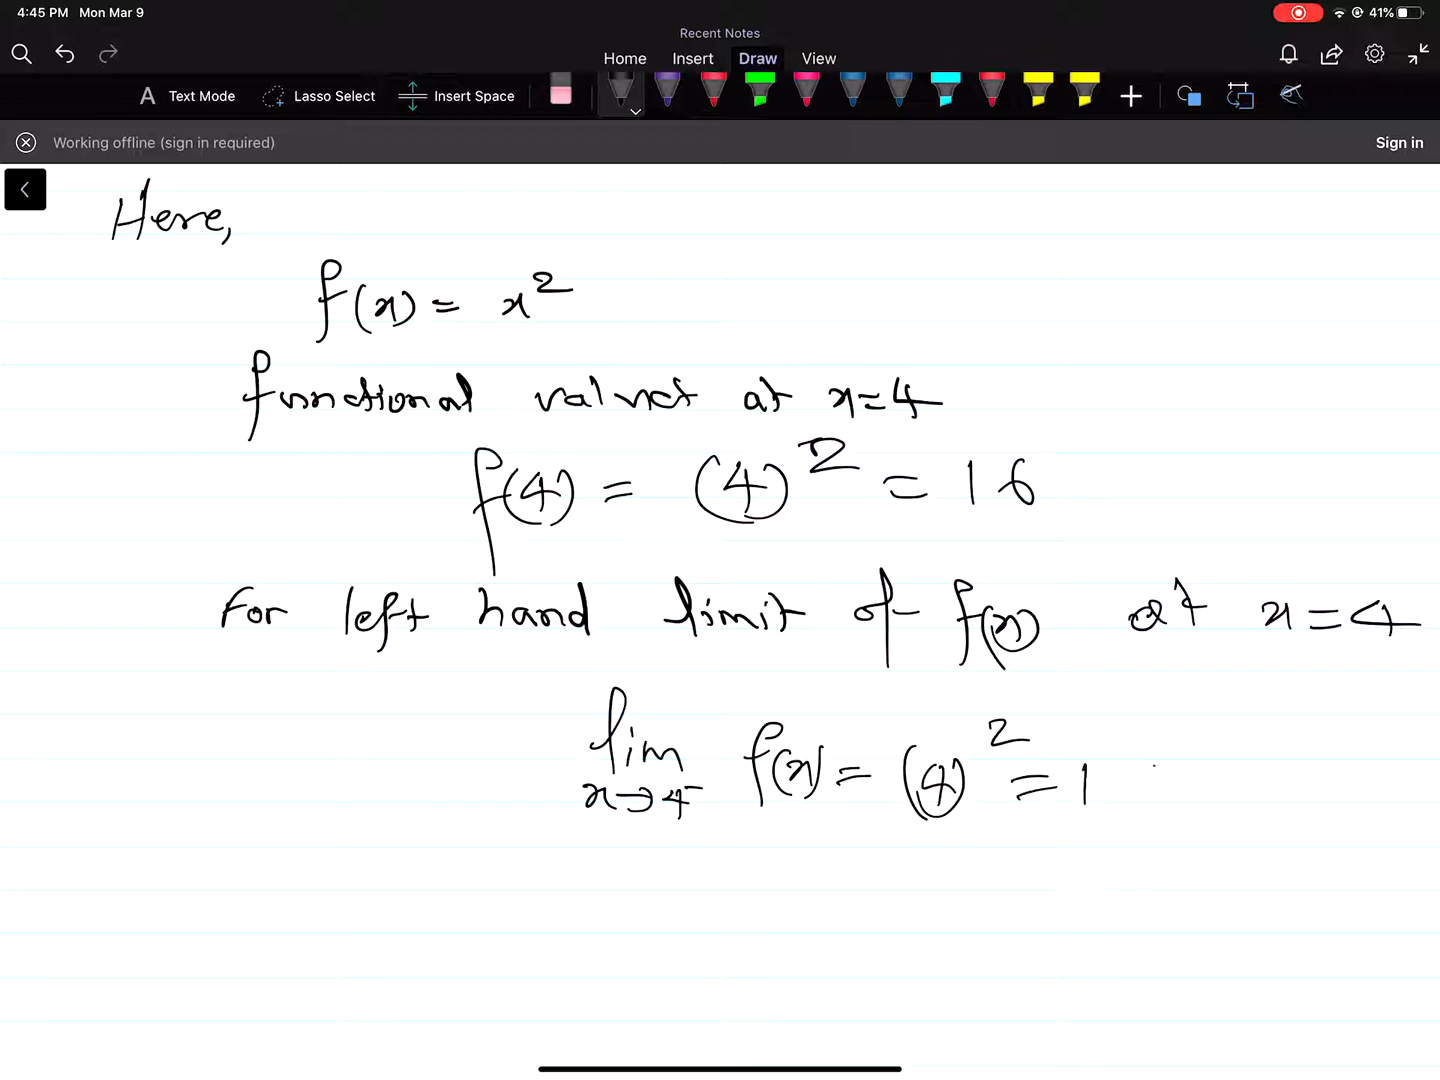 4:45 PM Mon Mar 9 41%
Recent Notes
Home Insert Draw View
Text Mode Lasso Select Insert Space
Working offline (sign in required) Sign in
Here,
f(x) = x²
functional at x=4
f(4) = (4)² = 16
For left hand limit of f(x) at x=4
lim x→4⁻ f(x) = (4)² = 1